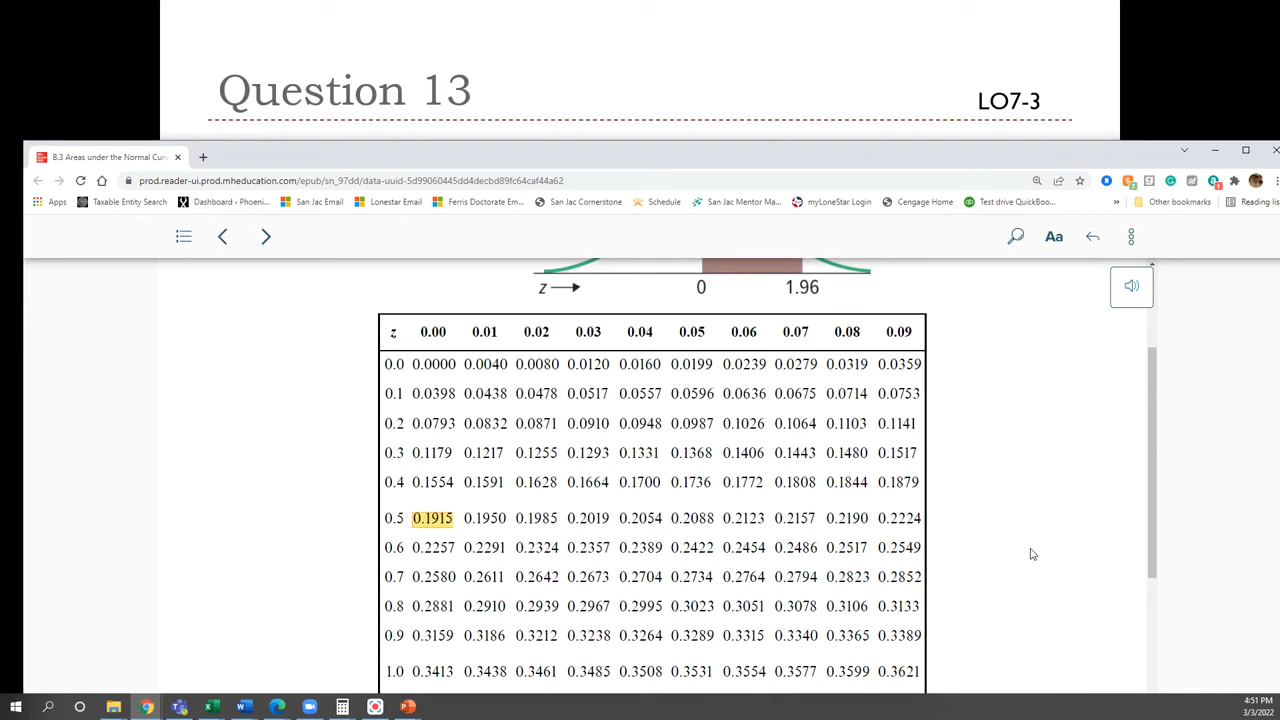 Question 13
LO7-3
B.3 Areas under the Normal Cur
prod.reader-ui.prod.mheducation.com/epub/sn_97dd/data-uuid-5d99060445dd4decbd89fc64caf44a62
Apps Taxable Entity Search Dashboard › Phoeni... San Jac Email Lonestar Email Ferris Doctorate Em... San Jac Cornerstone Schedule San Jac Mentor Ma... myLoneStar Login Cengage Home Test drive QuickBoo... » Other bookmarks Reading lis
Aa
z 0 1.96
z 0.00 0.01 0.02 0.03 0.04 0.05 0.06 0.07 0.08 0.09
0.0 0.0000 0.0040 0.0080 0.0120 0.0160 0.0199 0.0239 0.0279 0.0319 0.0359
0.1 0.0398 0.0438 0.0478 0.0517 0.0557 0.0596 0.0636 0.0675 0.0714 0.0753
0.2 0.0793 0.0832 0.0871 0.0910 0.0948 0.0987 0.1026 0.1064 0.1103 0.1141
0.3 0.1179 0.1217 0.1255 0.1293 0.1331 0.1368 0.1406 0.1443 0.1480 0.1517
0.4 0.1554 0.1591 0.1628 0.1664 0.1700 0.1736 0.1772 0.1808 0.1844 0.1879
0.5 0.1915 0.1950 0.1985 0.2019 0.2054 0.2088 0.2123 0.2157 0.2190 0.2224
0.6 0.2257 0.2291 0.2324 0.2357 0.2389 0.2422 0.2454 0.2486 0.2517 0.2549
0.7 0.2580 0.2611 0.2642 0.2673 0.2704 0.2734 0.2764 0.2794 0.2823 0.2852
0.8 0.2881 0.2910 0.2939 0.2967 0.2995 0.3023 0.3051 0.3078 0.3106 0.3133
0.9 0.3159 0.3186 0.3212 0.3238 0.3264 0.3289 0.3315 0.3340 0.3365 0.3389
1.0 0.3413 0.3438 0.3461 0.3485 0.3508 0.3531 0.3554 0.3577 0.3599 0.3621
4:51 PM
3/3/2022